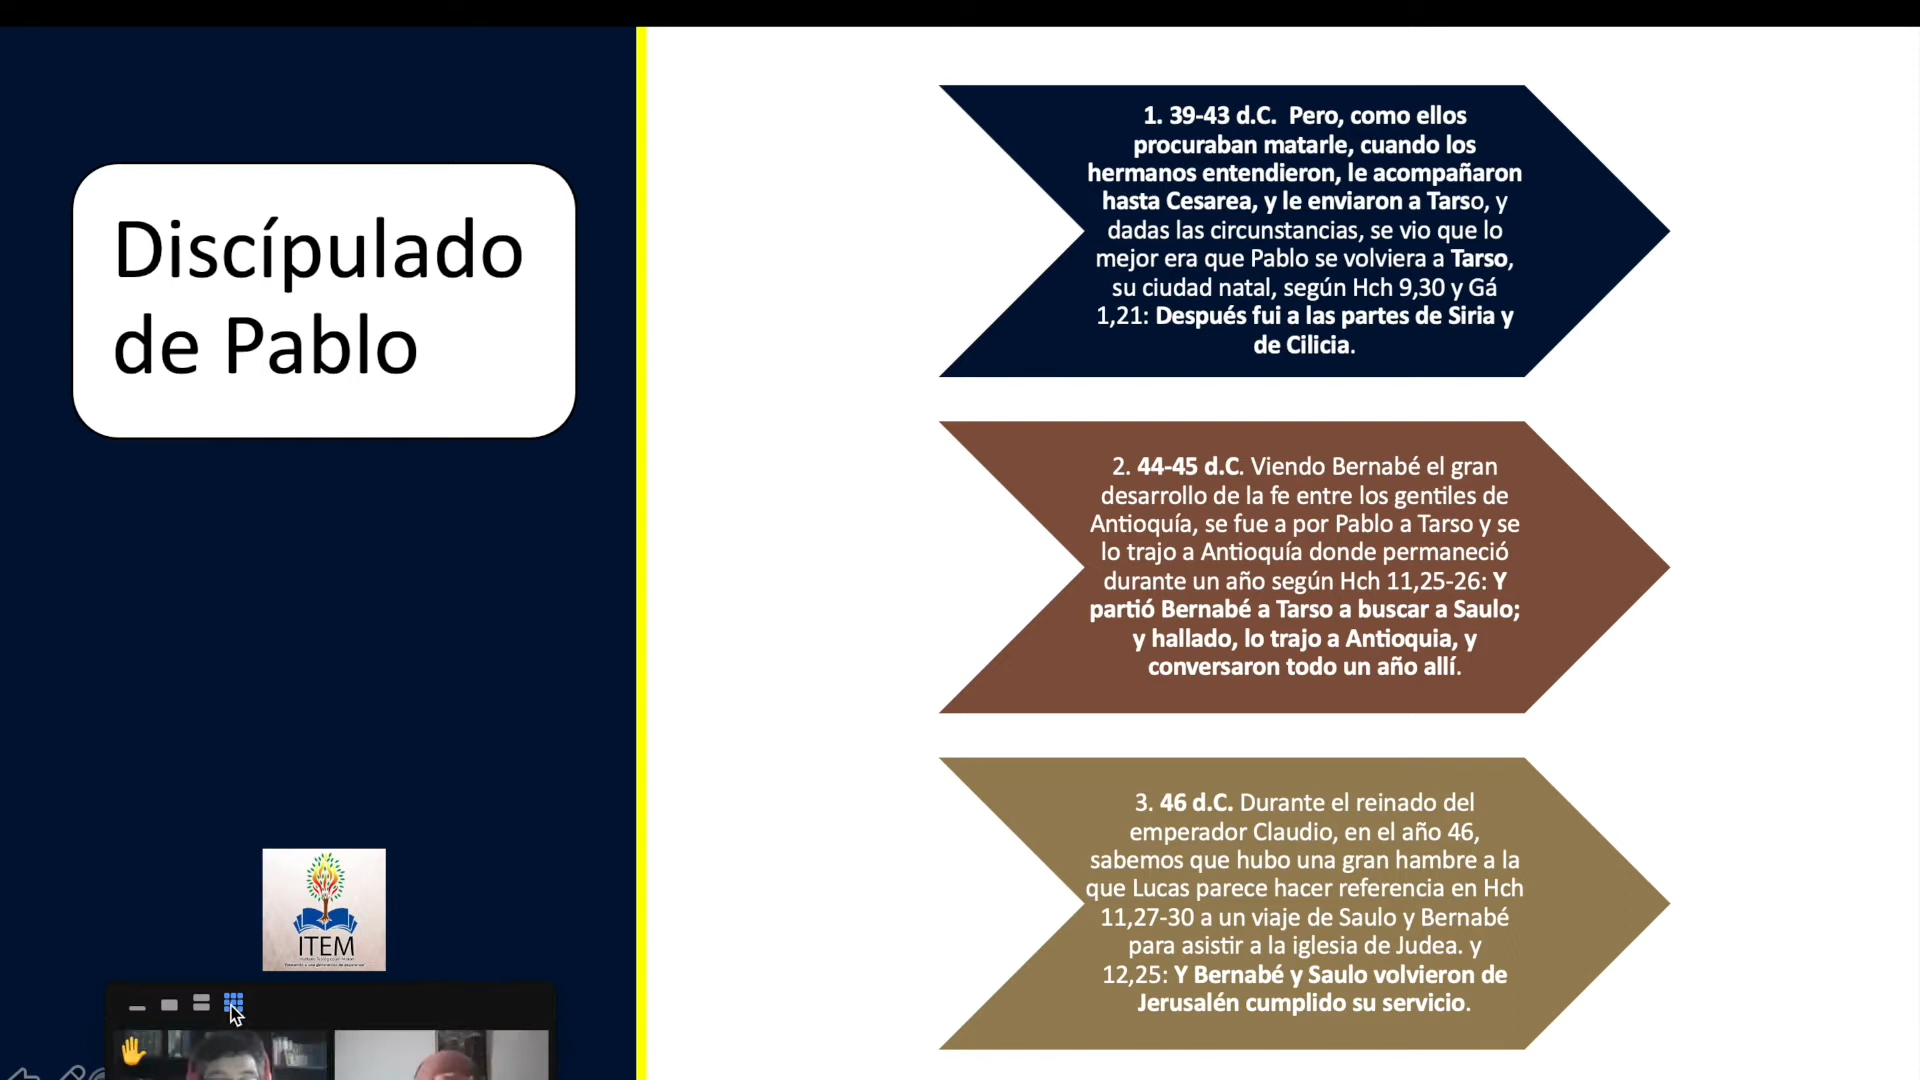 Discípulado
de Pablo
1. 39-43 d.C.  Pero, como ellos
procuraban matarle, cuando los
hermanos entendieron, le acompañaron
hasta Cesarea, y le enviaron a Tarso, y
dadas las circunstancias, se vio que lo
mejor era que Pablo se volviera a Tarso,
su ciudad natal, según Hch 9,30 y Gá
1,21: Después fui a las partes de Siria y
de Cilicia.
2. 44-45 d.C. Viendo Bernabé el gran
desarrollo de la fe entre los gentiles de
Antioquía, se fue a por Pablo a Tarso y se
lo trajo a Antioquía donde permaneció
durante un año según Hch 11,25-26: Y
partió Bernabé a Tarso a buscar a Saulo;
y hallado, lo trajo a Antioquia, y
conversaron todo un año allí.
3. 46 d.C. Durante el reinado del
emperador Claudio, en el año 46,
sabemos que hubo una gran hambre a la
que Lucas parece hacer referencia en Hch
11,27-30 a un viaje de Saulo y Bernabé
para asistir a la iglesia de Judea. y
12,25: Y Bernabé y Saulo volvieron de
Jerusalén cumplido su servicio.
ITEM